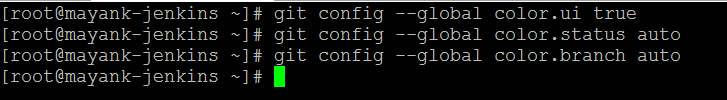 [root@mayank-jenkins ~]# git config --global color.ui true
[root@mayank-jenkins ~]# git config --global color.status auto
[root@mayank-jenkins ~]# git config --global color.branch auto
[root@mayank-jenkins ~]#